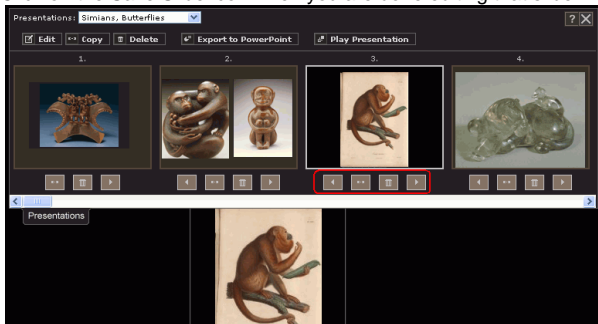 Presentations: Simians, Butterflies
? X
Edit Copy Delete Export to PowerPoint Play Presentation
1. 2. 3. 4.
Presentations